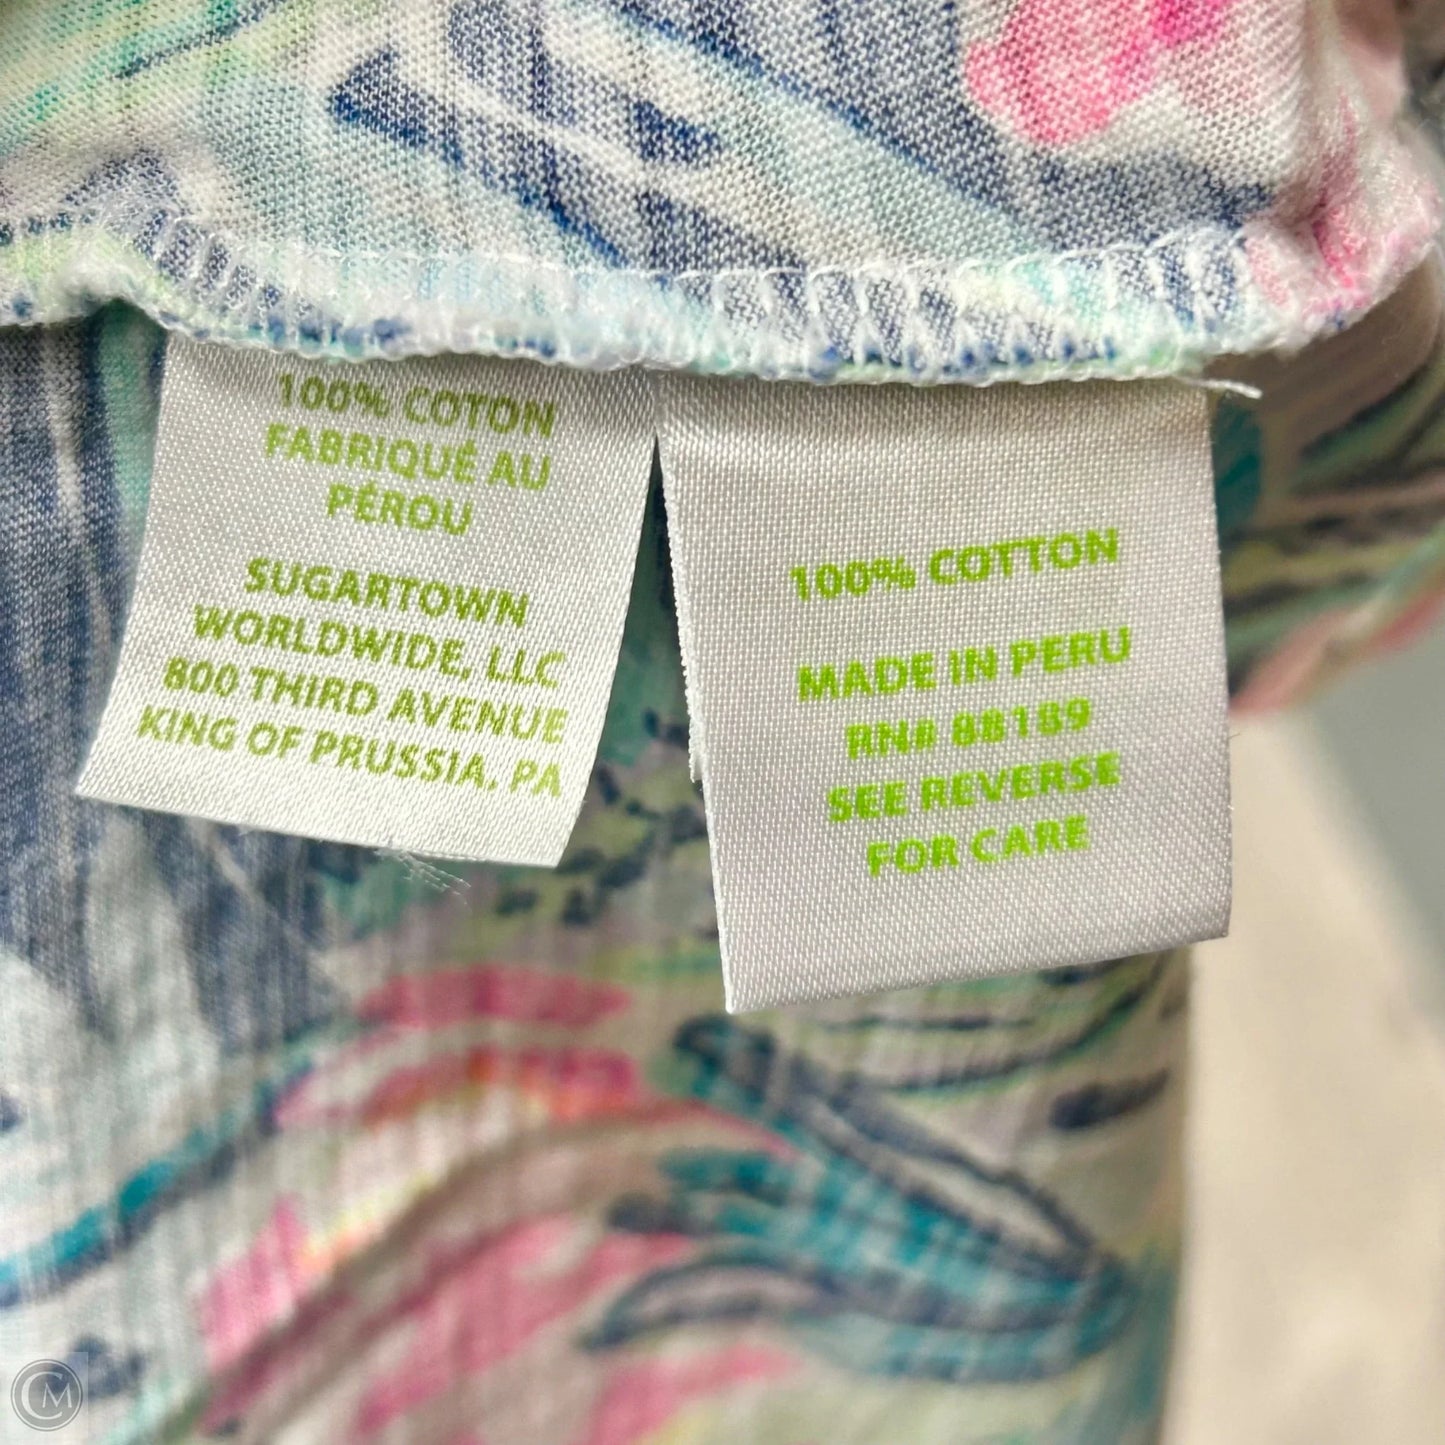 100% COTON
FABRIQUÉ AU
PÉROU
SUGARTOWN
WORLDWIDE, LLC
800 THIRD AVENUE
KING OF PRUSSIA, PA
100% COTTON
MADE IN PERU
RN# 88189
SEE REVERSE
FOR CARE
CM